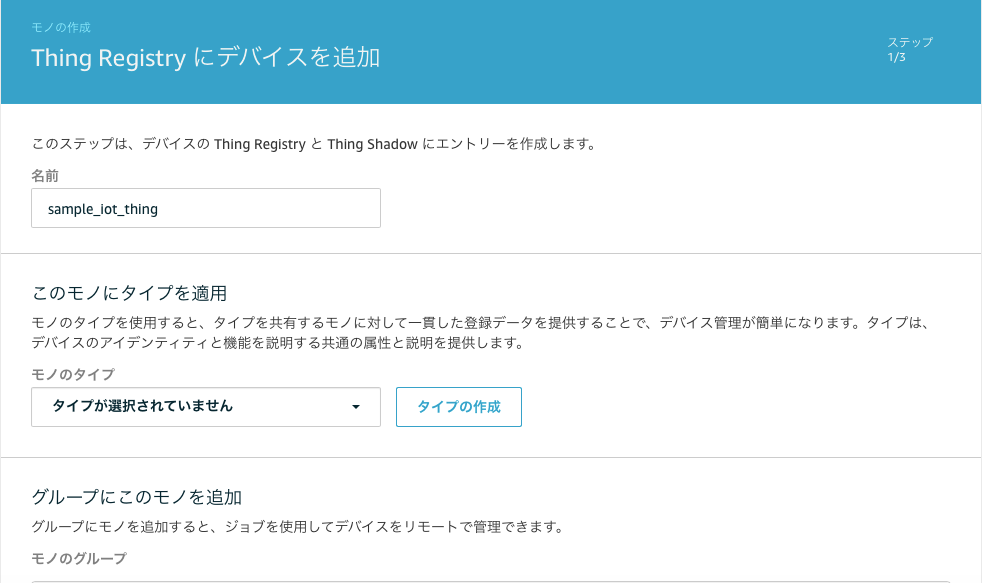 モノの作成
Thing Registry にデバイスを追加
ステップ
1/3
このステップは、デバイスの Thing Registry と Thing Shadow にエントリーを作成します。
名前
sample_iot_thing
このモノにタイプを適用
モノのタイプを使用すると、タイプを共有するモノに対して一貫した登録データを提供することで、デバイス管理が簡単になります。タイプは、
デバイスのアイデンティティと機能を説明する共通の属性と説明を提供します。
モノのタイプ
タイプが選択されていません
タイプの作成
グループにこのモノを追加
グループにモノを追加すると、ジョブを使用してデバイスをリモートで管理できます。
モノのグループ